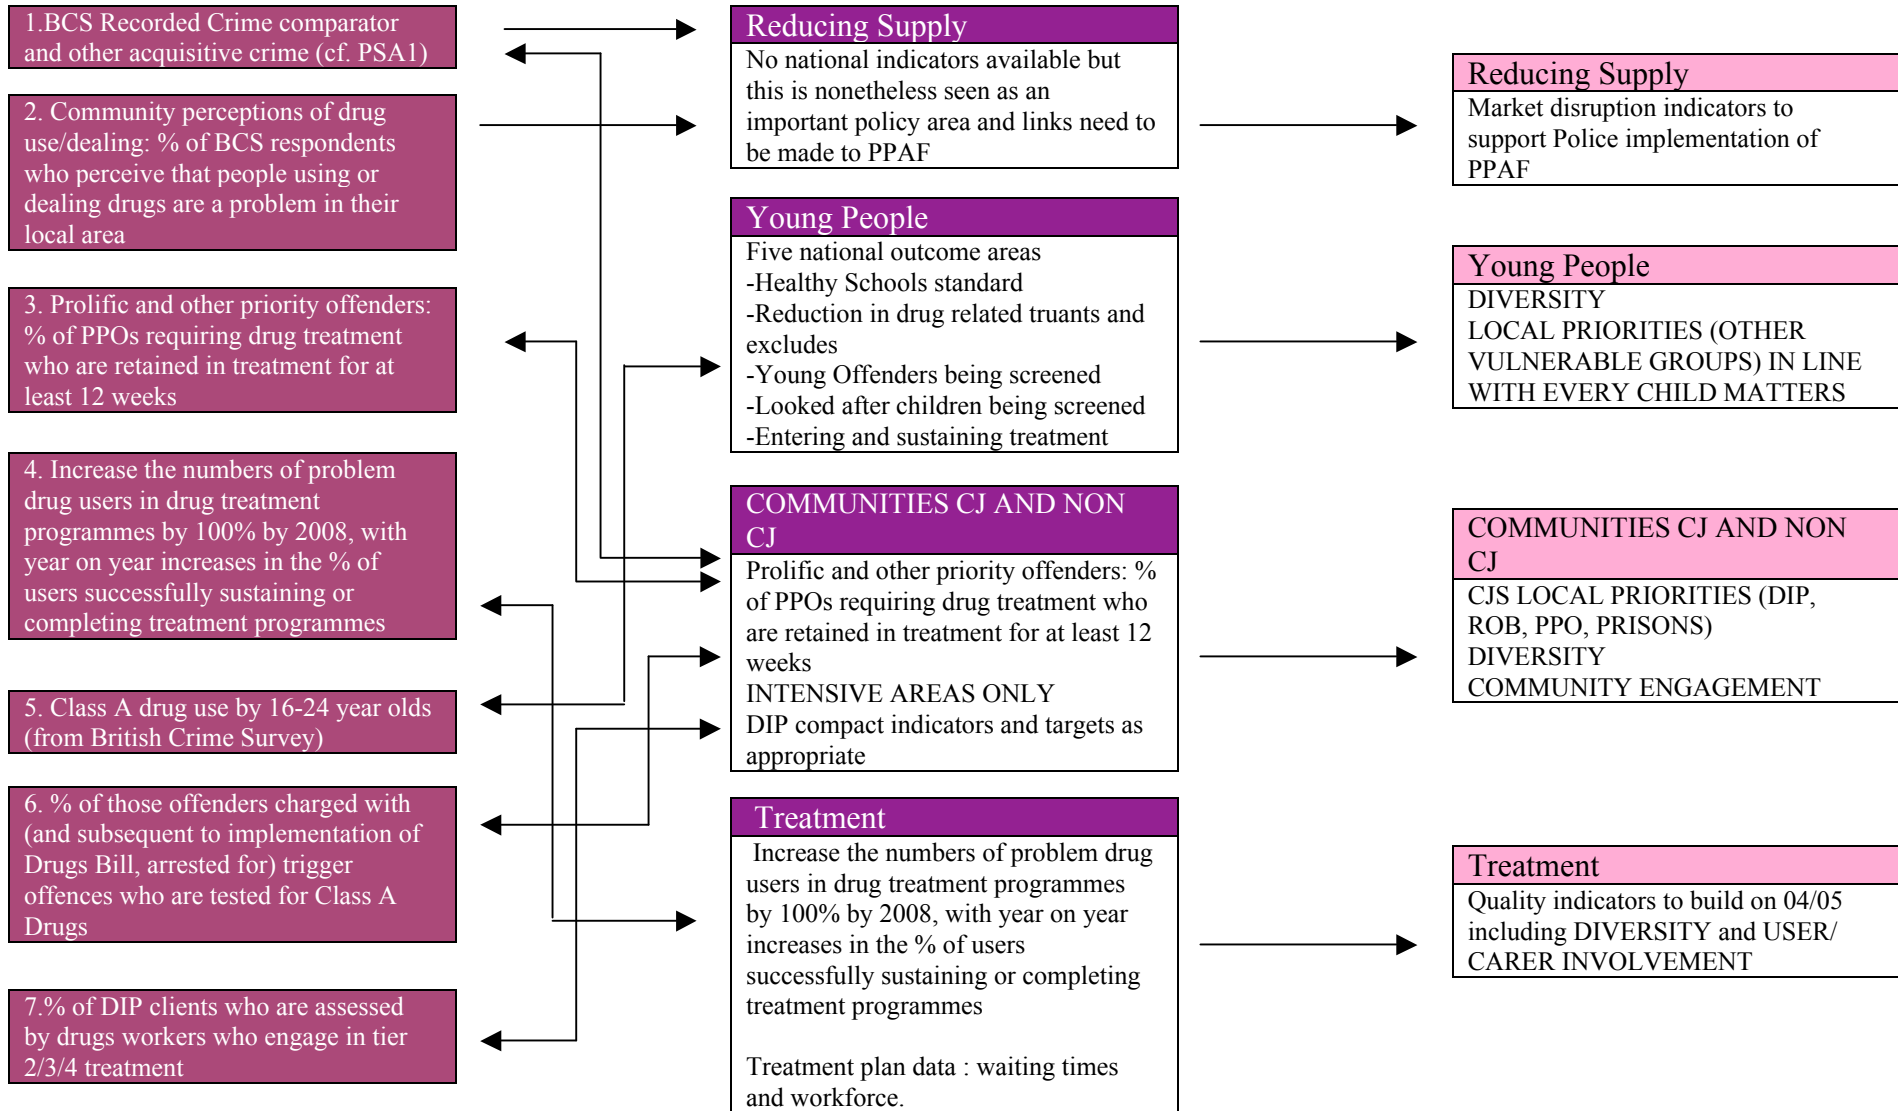 1.BCS Recorded Crime comparator
and other acquisitive crime (cf. PSA1)
2. Community perceptions of drug
use/dealing: % of BCS respondents
who perceive that people using or
dealing drugs are a problem in their
local area
3. Prolific and other priority offenders:
% of PPOs requiring drug treatment
who are retained in treatment for at
least 12 weeks
4. Increase the numbers of problem
drug users in drug treatment
programmes by 100% by 2008, with
year on year increases in the % of
users successfully sustaining or
completing treatment programmes
5. Class A drug use by 16-24 year olds
(from British Crime Survey)
6. % of those offenders charged with
(and subsequent to implementation of
Drugs Bill, arrested for) trigger
offences who are tested for Class A
Drugs
7.% of DIP clients who are assessed
by drugs workers who engage in tier
2/3/4 treatment
Reducing Supply
No national indicators available but
this is nonetheless seen as an
important policy area and links need to
be made to PPAF
Young People
Five national outcome areas
-Healthy Schools standard
-Reduction in drug related truants and
excludes
-Young Offenders being screened
-Looked after children being screened
-Entering and sustaining treatment
COMMUNITIES CJ AND NON
CJ
Prolific and other priority offenders: %
of PPOs requiring drug treatment who
are retained in treatment for at least 12
weeks
INTENSIVE AREAS ONLY
DIP compact indicators and targets as
appropriate
Treatment
Increase the numbers of problem drug
users in drug treatment programmes
by 100% by 2008, with year on year
increases in the % of users
successfully sustaining or completing
treatment programmes
Treatment plan data : waiting times
and workforce.
Reducing Supply
Market disruption indicators to
support Police implementation of
PPAF
Young People
DIVERSITY
LOCAL PRIORITIES (OTHER
VULNERABLE GROUPS) IN LINE
WITH EVERY CHILD MATTERS
COMMUNITIES CJ AND NON
CJ
CJS LOCAL PRIORITIES (DIP,
ROB, PPO, PRISONS)
DIVERSITY
COMMUNITY ENGAGEMENT
Treatment
Quality indicators to build on 04/05
including DIVERSITY and USER/
CARER INVOLVEMENT